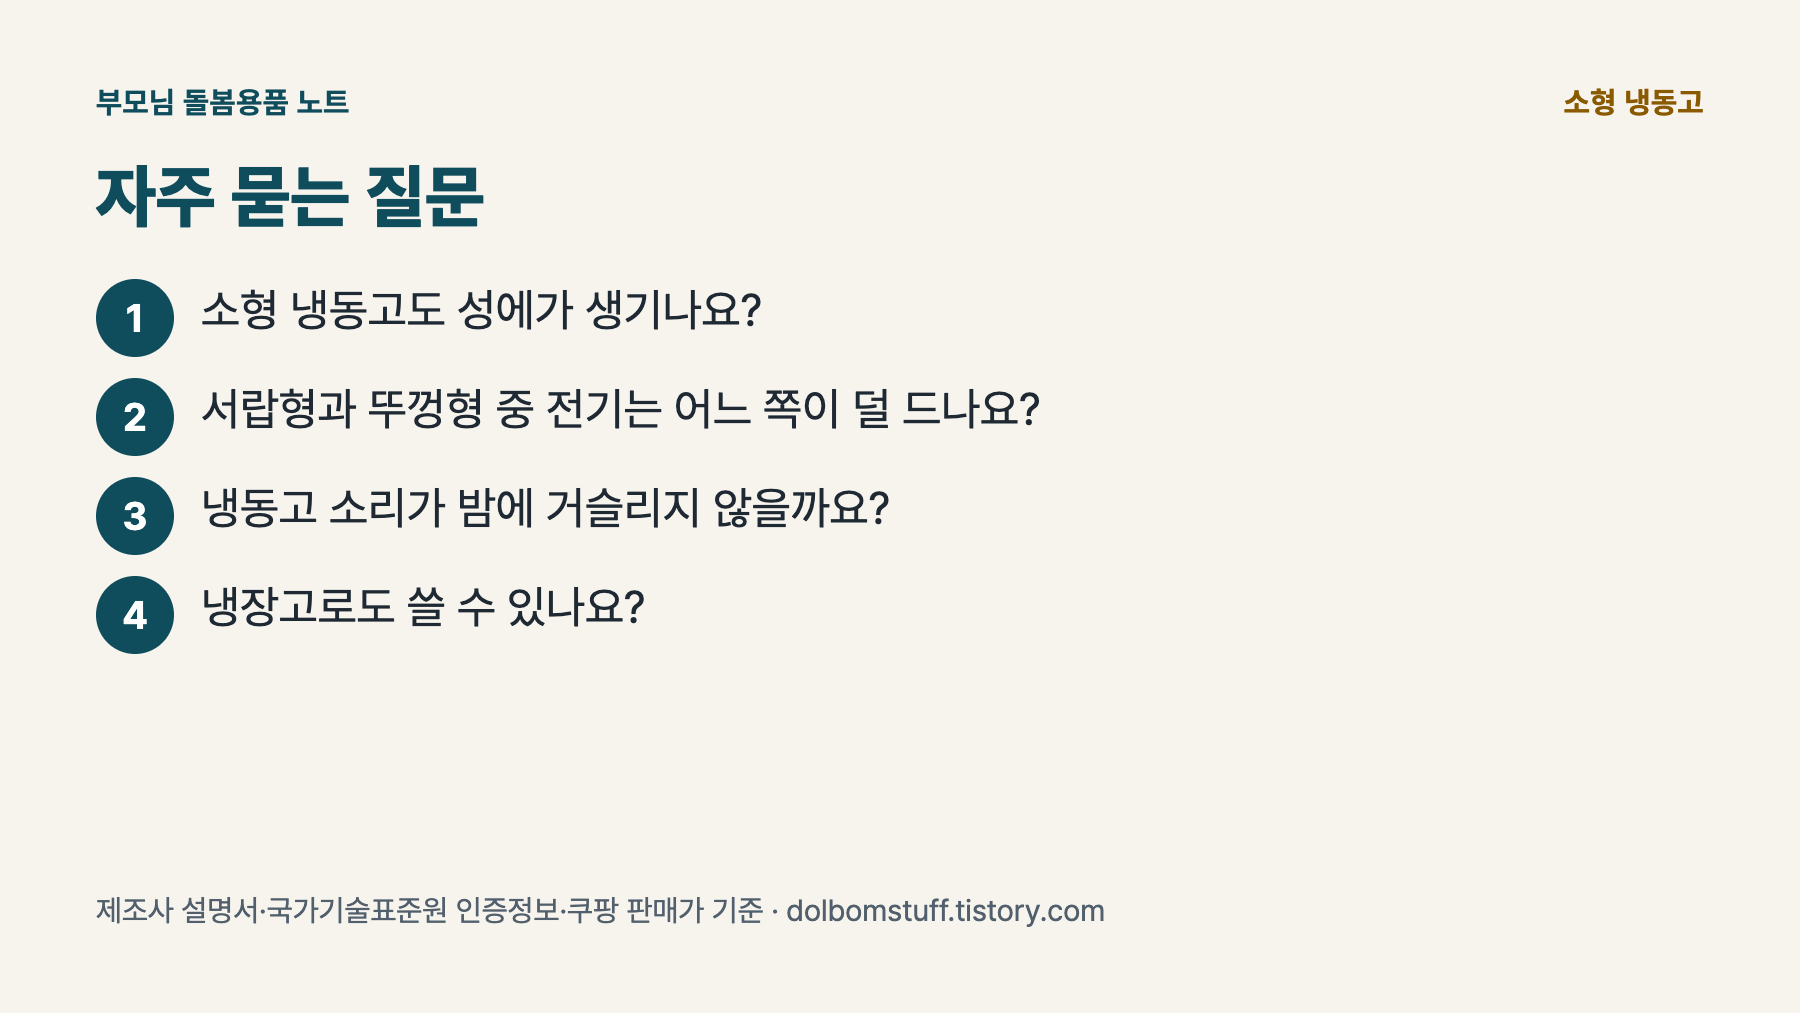 부모님 돌봄용품 노트
소형 냉동고
자주 묻는 질문
1 소형 냉동고도 성에가 생기나요?
2 서랍형과 뚜껑형 중 전기는 어느 쪽이 덜 드나요?
3 냉동고 소리가 밤에 거슬리지 않을까요?
4 냉장고로도 쓸 수 있나요?
제조사 설명서·국가기술표준원 인증정보·쿠팡 판매가 기준 · dolbomstuff.tistory.com